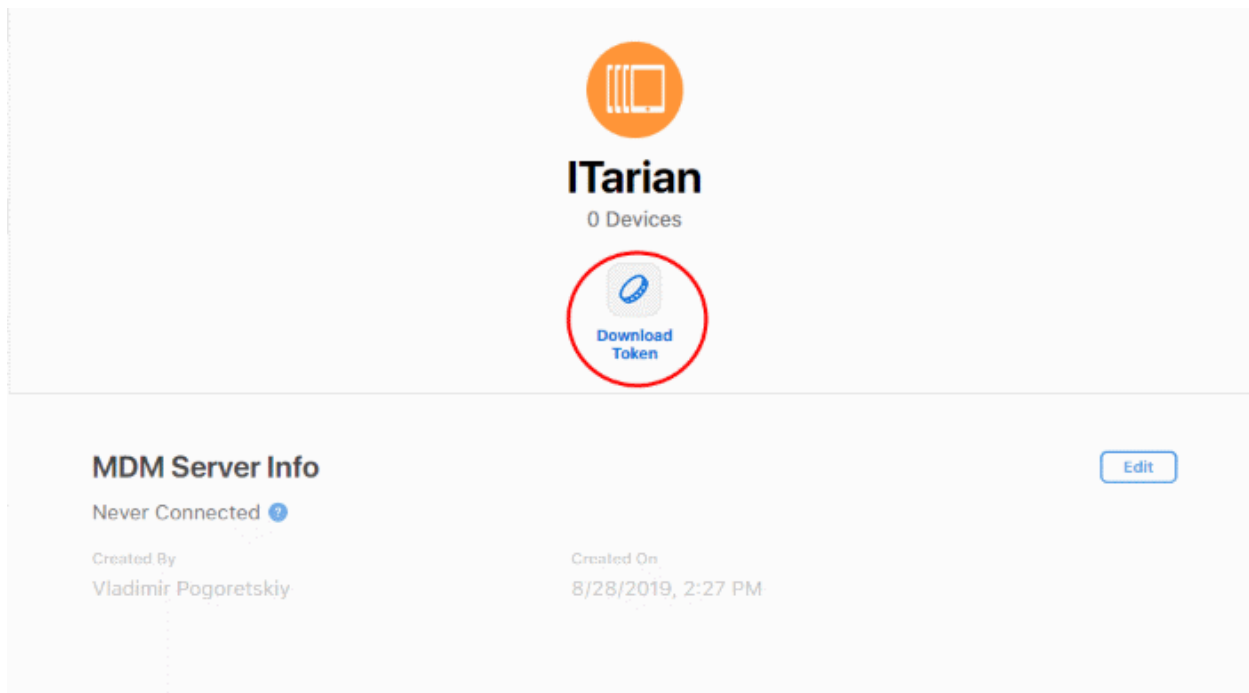 ITarian
0 Devices
Download
Token
MDM Server Info
Edit
Never Connected ?
Created By
Created On
Vladimir Pogoretskiy
8/28/2019, 2:27 PM